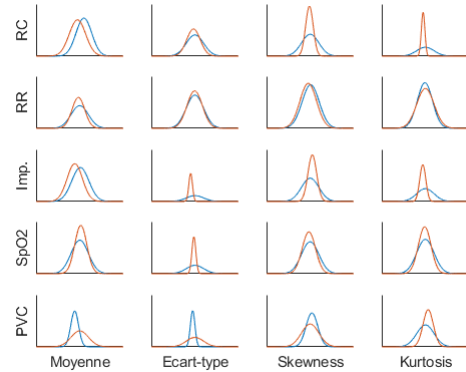 RC
RR
Imp.
SpO2
PVC
Moyenne Ecart-type Skewness Kurtosis